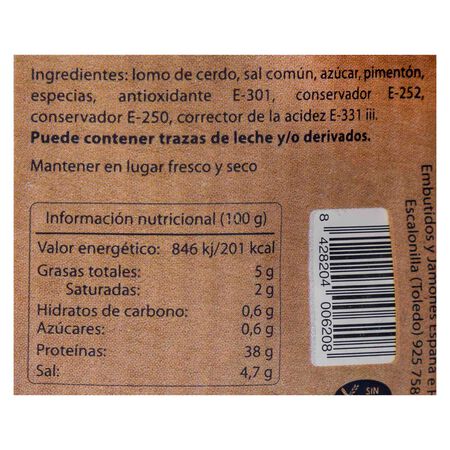 Ingredientes: lomo de cerdo, sal común, azúcar, pimentón,
especias, antioxidante E-301, conservador E-252,
conservador E-250, corrector de la acidez E-331 iii.
Puede contener trazas de leche y/o derivados.
Mantener en lugar fresco y seco
Información nutricional (100 g)
Valor energético: 846 kj/201 kcal
Grasas totales: 5 g
Saturadas: 2 g
Hidratos de carbono: 0,6 g
Azúcares: 0,6 g
Proteínas: 38 g
Sal: 4,7 g
8 428204 006208
Embutidos y Jamones España e
Escalonilla (Toledo) 925 758
SIN